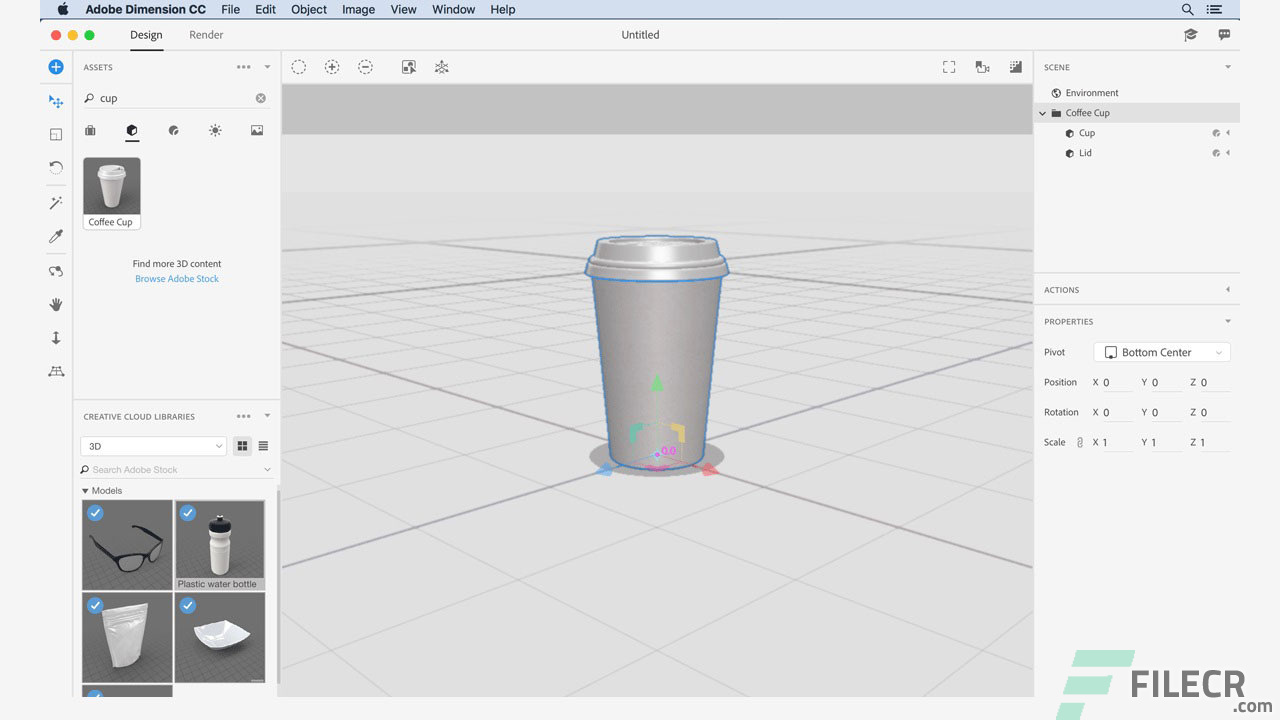 Adobe Dimension CC File Edit Object Image View Window Help
Design Render Untitled
ASSETS
cup
Coffee Cup
Find more 3D content
Browse Adobe Stock
CREATIVE CLOUD LIBRARIES
3D
Search Adobe Stock
Models
Plastic water bottle
0.0
SCENE
Environment
Coffee Cup
Cup
Lid
ACTIONS
PROPERTIES
Pivot Bottom Center
Position X 0 Y 0 Z 0
Rotation X 0 Y 0 Z 0
Scale X 1 Y 1 Z 1
FILECR
.com